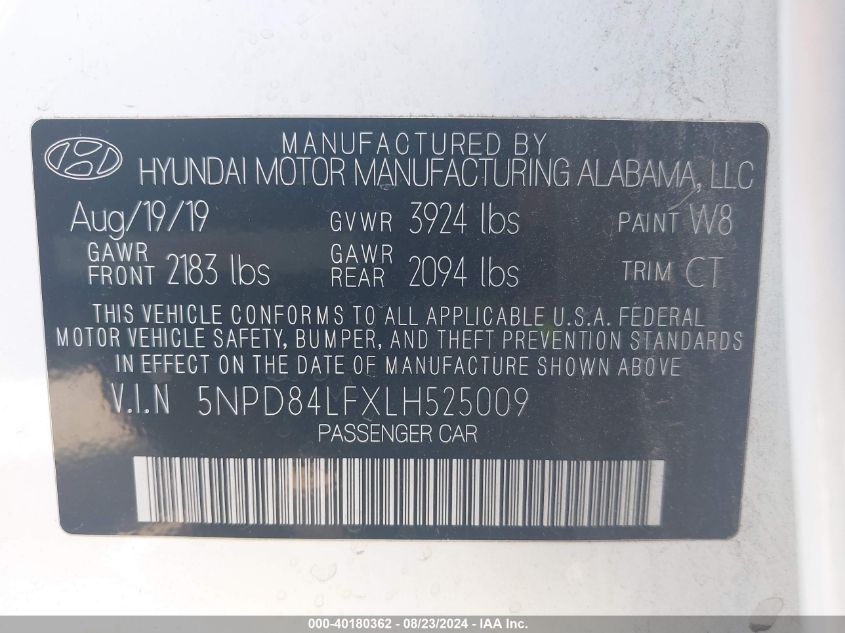 MANUFACTURED BY
HYUNDAI MOTOR MANUFACTURING ALABAMA, LLC
Aug/19/19 GVWR 3924 lbs PAINT W8
GAWR FRONT 2183 lbs GAWR REAR 2094 lbs TRIM CT
THIS VEHICLE CONFORMS TO ALL APPLICABLE U.S.A. FEDERAL
MOTOR VEHICLE SAFETY, BUMPER, AND THEFT PREVENTION STANDARDS
IN EFFECT ON THE DATE OF MANUFACTURE SHOWN ABOVE
V.I.N 5NPD84LFXLH525009
PASSENGER CAR
000-40180362 - 08/23/2024 - IAA Inc.